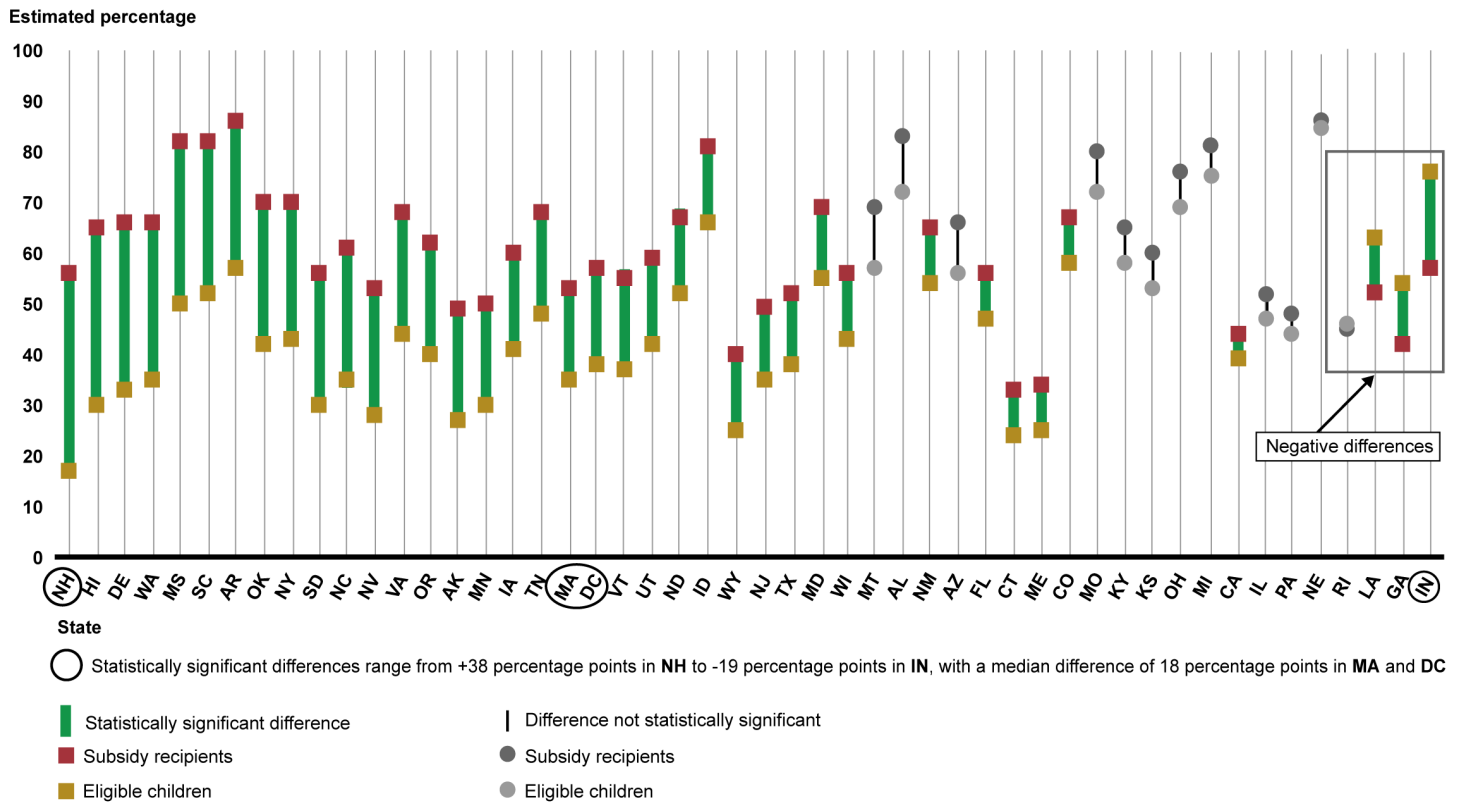 Estimated percentage
100
90
80
70
60
50
40
30
20
10
0
Negative differences
NH HI DE WA MS SC AR OK NY SD NC NV VA OR AK MN IA TN MA DC VT UT ND ID WY NJ TX MD WI MT AL NM AZ FL CT ME CO MO KY KS OH MI CA IL PA NE RI LA GA IN
State
Statistically significant differences range from +38 percentage points in NH to -19 percentage points in IN, with a median difference of 18 percentage points in MA and DC
Statistically significant difference
Subsidy recipients
Eligible children
Difference not statistically significant
Subsidy recipients
Eligible children